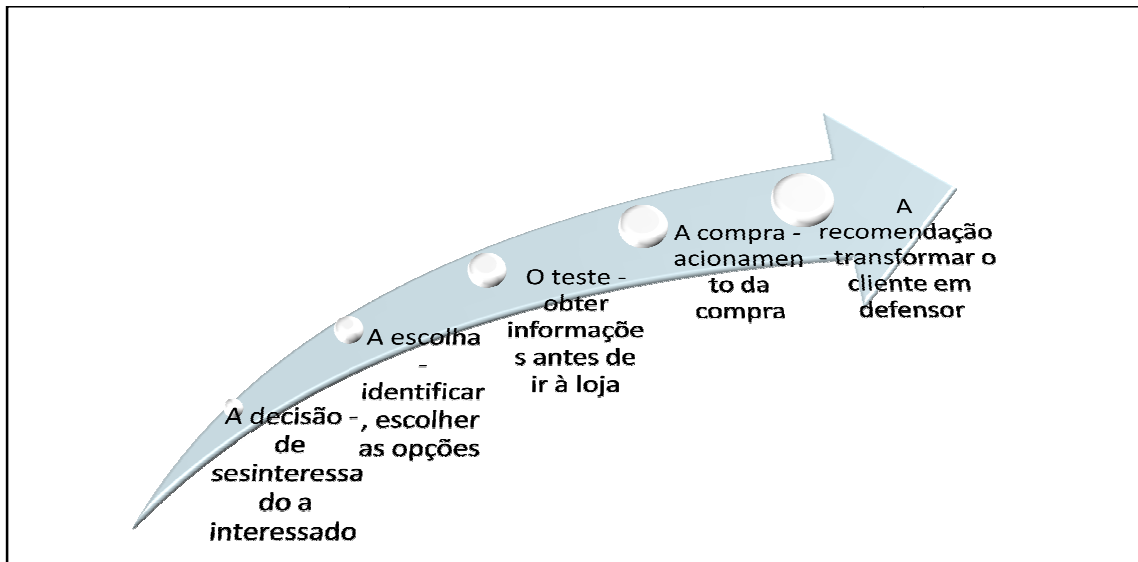 A decisão -
de
sesinteressa
do a
interessado
A escolha
-
identificar
, escolher
as opções
O teste -
obter
informaçõe
s antes de
ir à loja
A compra -
acionamen
to da
compra
A
recomendação
- transformar o
cliente em
defensor